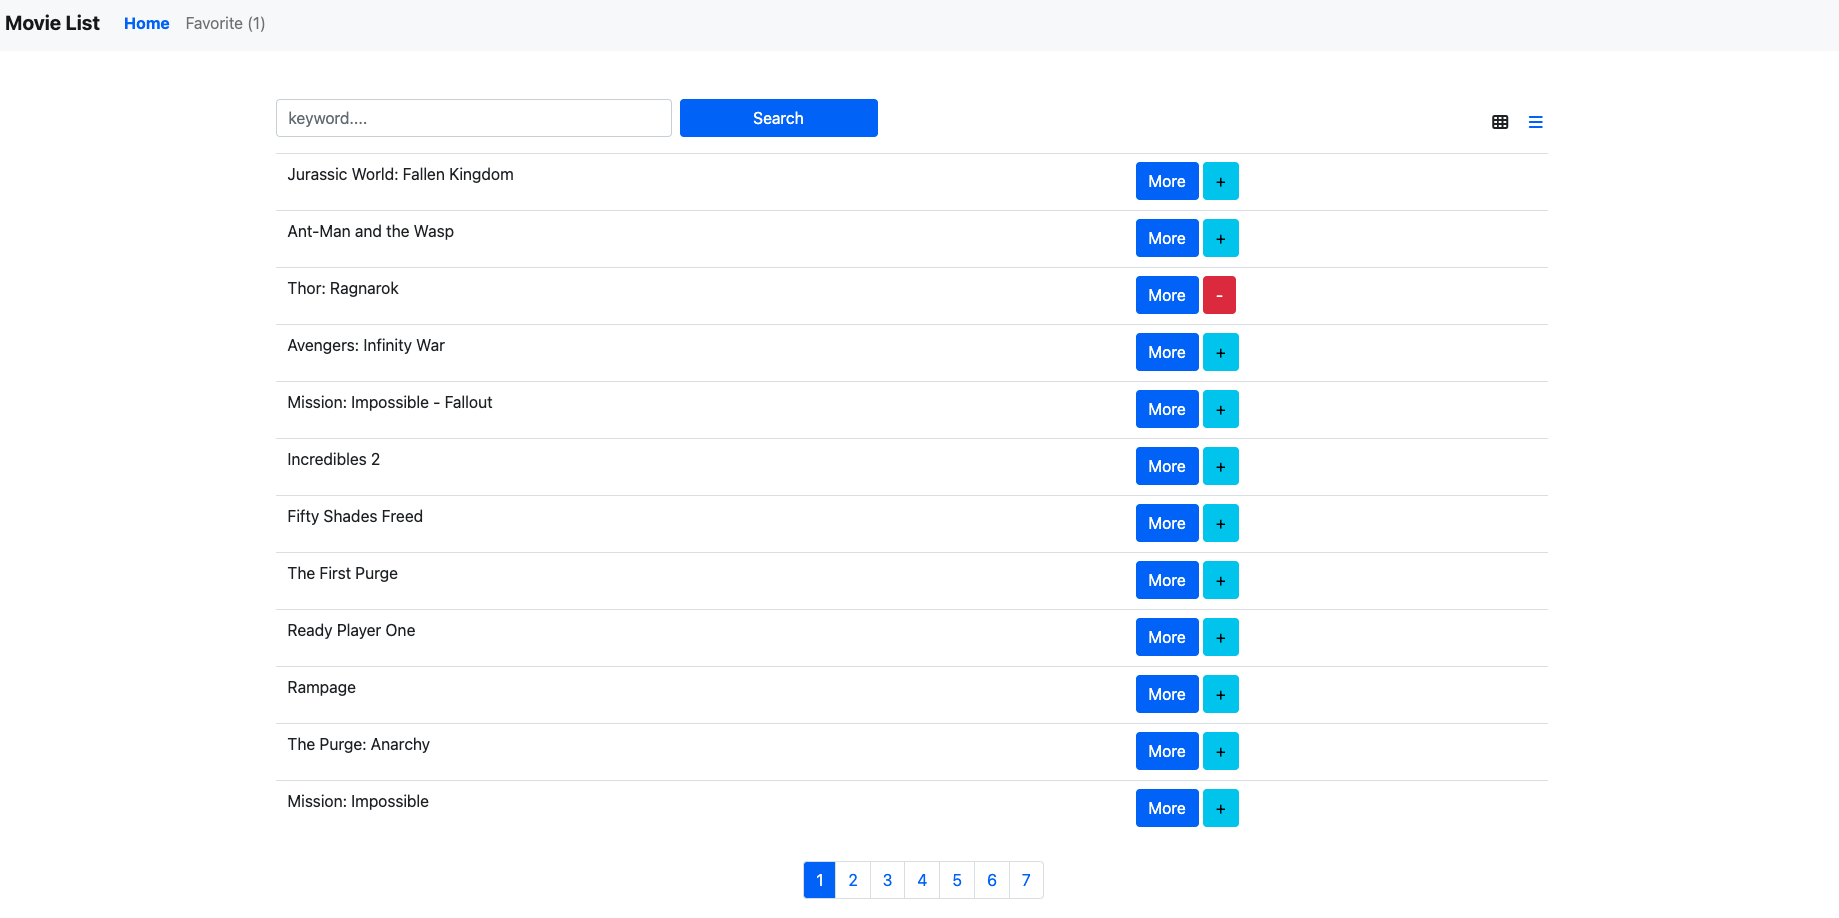 Movie List Home Favorite (1)
keyword.... Search
Jurassic World: Fallen Kingdom More +
Ant-Man and the Wasp More +
Thor: Ragnarok More -
Avengers: Infinity War More +
Mission: Impossible - Fallout More +
Incredibles 2 More +
Fifty Shades Freed More +
The First Purge More +
Ready Player One More +
Rampage More +
The Purge: Anarchy More +
Mission: Impossible More +
1 2 3 4 5 6 7